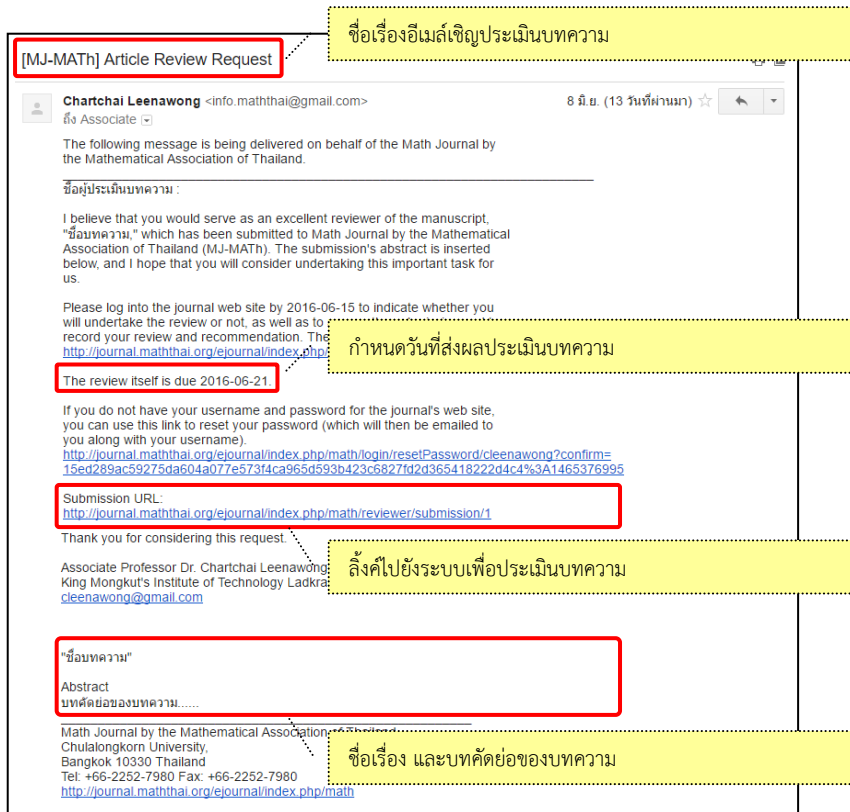 ชื่อเรื่องอีเมล์เชิญประเมินบทความ
[MJ-MATh] Article Review Request
Chartchai Leenawong <info.maththai@gmail.com>
8 มิ.ย. (13 วันที่ผ่านมา)
ถึง Associate
The following message is being delivered on behalf of the Math Journal by
the Mathematical Association of Thailand.
ชื่อผู้ประเมินบทความ :
I believe that you would serve as an excellent reviewer of the manuscript,
"ชื่อบทความ," which has been submitted to Math Journal by the Mathematical
Association of Thailand (MJ-MATh). The submission's abstract is inserted
below, and I hope that you will consider undertaking this important task for
us.
Please log into the journal web site by 2016-06-15 to indicate whether you
will undertake the review or not, as well as to
record your review and recommendation. The
http://journal.maththai.org/ejournal/index.php/
กำหนดวันที่ส่งผลประเมินบทความ
The review itself is due 2016-06-21.
If you do not have your username and password for the journal's web site,
you can use this link to reset your password (which will then be emailed to
you along with your username).
http://journal.maththai.org/ejournal/index.php/math/login/resetPassword/cleenawong?confirm=
15ed289ac59275da604a077e573f4ca965d593b423c6827fd2d365418222d4c4%3A1465376995
Submission URL:
http://journal.maththai.org/ejournal/index.php/math/reviewer/submission/1
Thank you for considering this request.
Associate Professor Dr. Chartchai Leenawong
King Mongkut's Institute of Technology Ladkra
cleenawong@gmail.com
ลิ้งค์ไปยังระบบเพื่อประเมินบทความ
"ชื่อบทความ"
Abstract
บทคัดย่อของบทความ......
Math Journal by the Mathematical Association of Thailand
Chulalongkorn University,
Bangkok 10330 Thailand
Tel: +66-2252-7980 Fax: +66-2252-7980
http://journal.maththai.org/ejournal/index.php/math
ชื่อเรื่อง และบทคัดย่อของบทความ